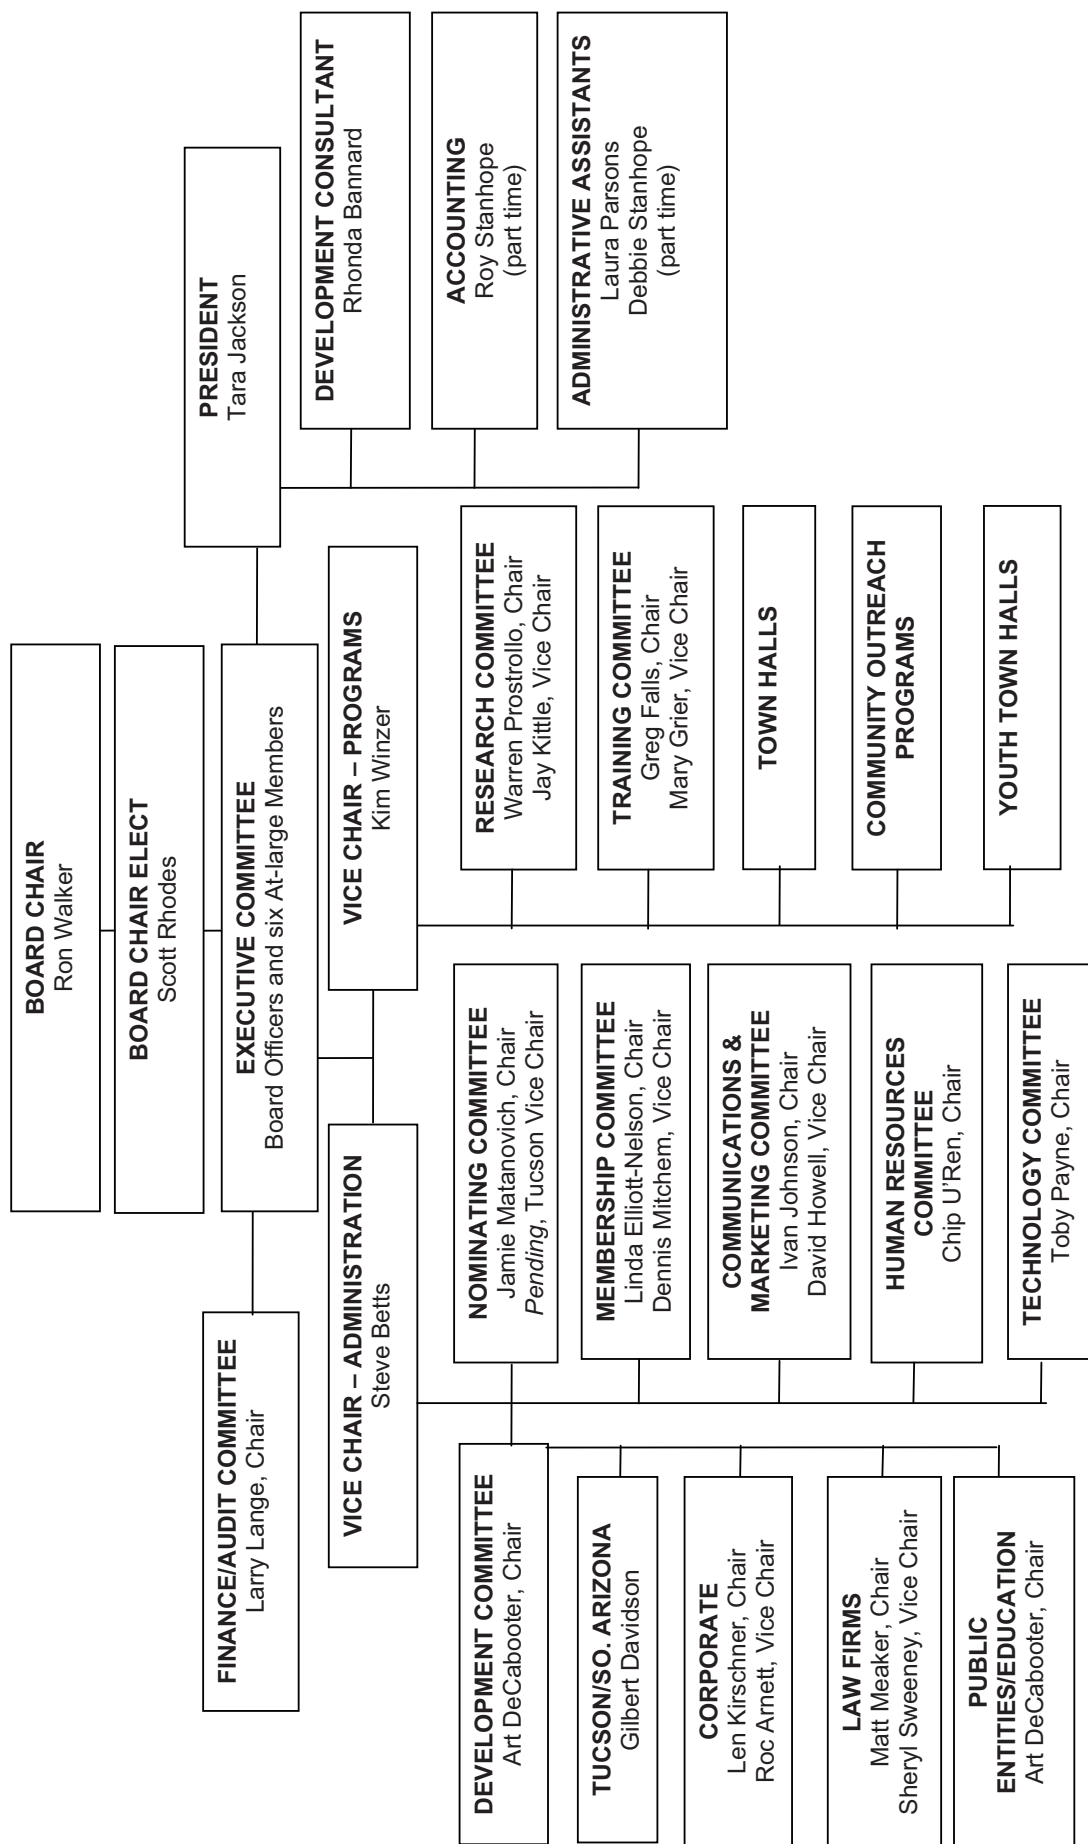 BOARD CHAIR
Ron Walker
BOARD CHAIR ELECT
Scott Rhodes
EXECUTIVE COMMITTEE
Board Officers and six At-large Members
FINANCE/AUDIT COMMITTEE
Larry Lange, Chair
PRESIDENT
Tara Jackson
DEVELOPMENT CONSULTANT
Rhonda Bannard
ACCOUNTING
Roy Stanhope
(part time)
ADMINISTRATIVE ASSISTANTS
Laura Parsons
Debbie Stanhope
(part time)
VICE CHAIR – ADMINISTRATION
Steve Betts
VICE CHAIR – PROGRAMS
Kim Winzer
DEVELOPMENT COMMITTEE
Art DeCabooter, Chair
TUCSON/SO. ARIZONA
Gilbert Davidson
CORPORATE
Len Kirschner, Chair
Roc Arnett, Vice Chair
LAW FIRMS
Matt Meaker, Chair
Sheryl Sweeney, Vice Chair
PUBLIC
ENTITIES/EDUCATION
Art DeCabooter, Chair
NOMINATING COMMITTEE
Jamie Matanovich, Chair
Pending, Tucson Vice Chair
MEMBERSHIP COMMITTEE
Linda Elliott-Nelson, Chair
Dennis Mitchem, Vice Chair
COMMUNICATIONS &
MARKETING COMMITTEE
Ivan Johnson, Chair
David Howell, Vice Chair
HUMAN RESOURCES
COMMITTEE
Chip U'Ren, Chair
TECHNOLOGY COMMITTEE
Toby Payne, Chair
RESEARCH COMMITTEE
Warren Prostrollo, Chair
Jay Kittle, Vice Chair
TRAINING COMMITTEE
Greg Falls, Chair
Mary Grier, Vice Chair
TOWN HALLS
COMMUNITY OUTREACH
PROGRAMS
YOUTH TOWN HALLS